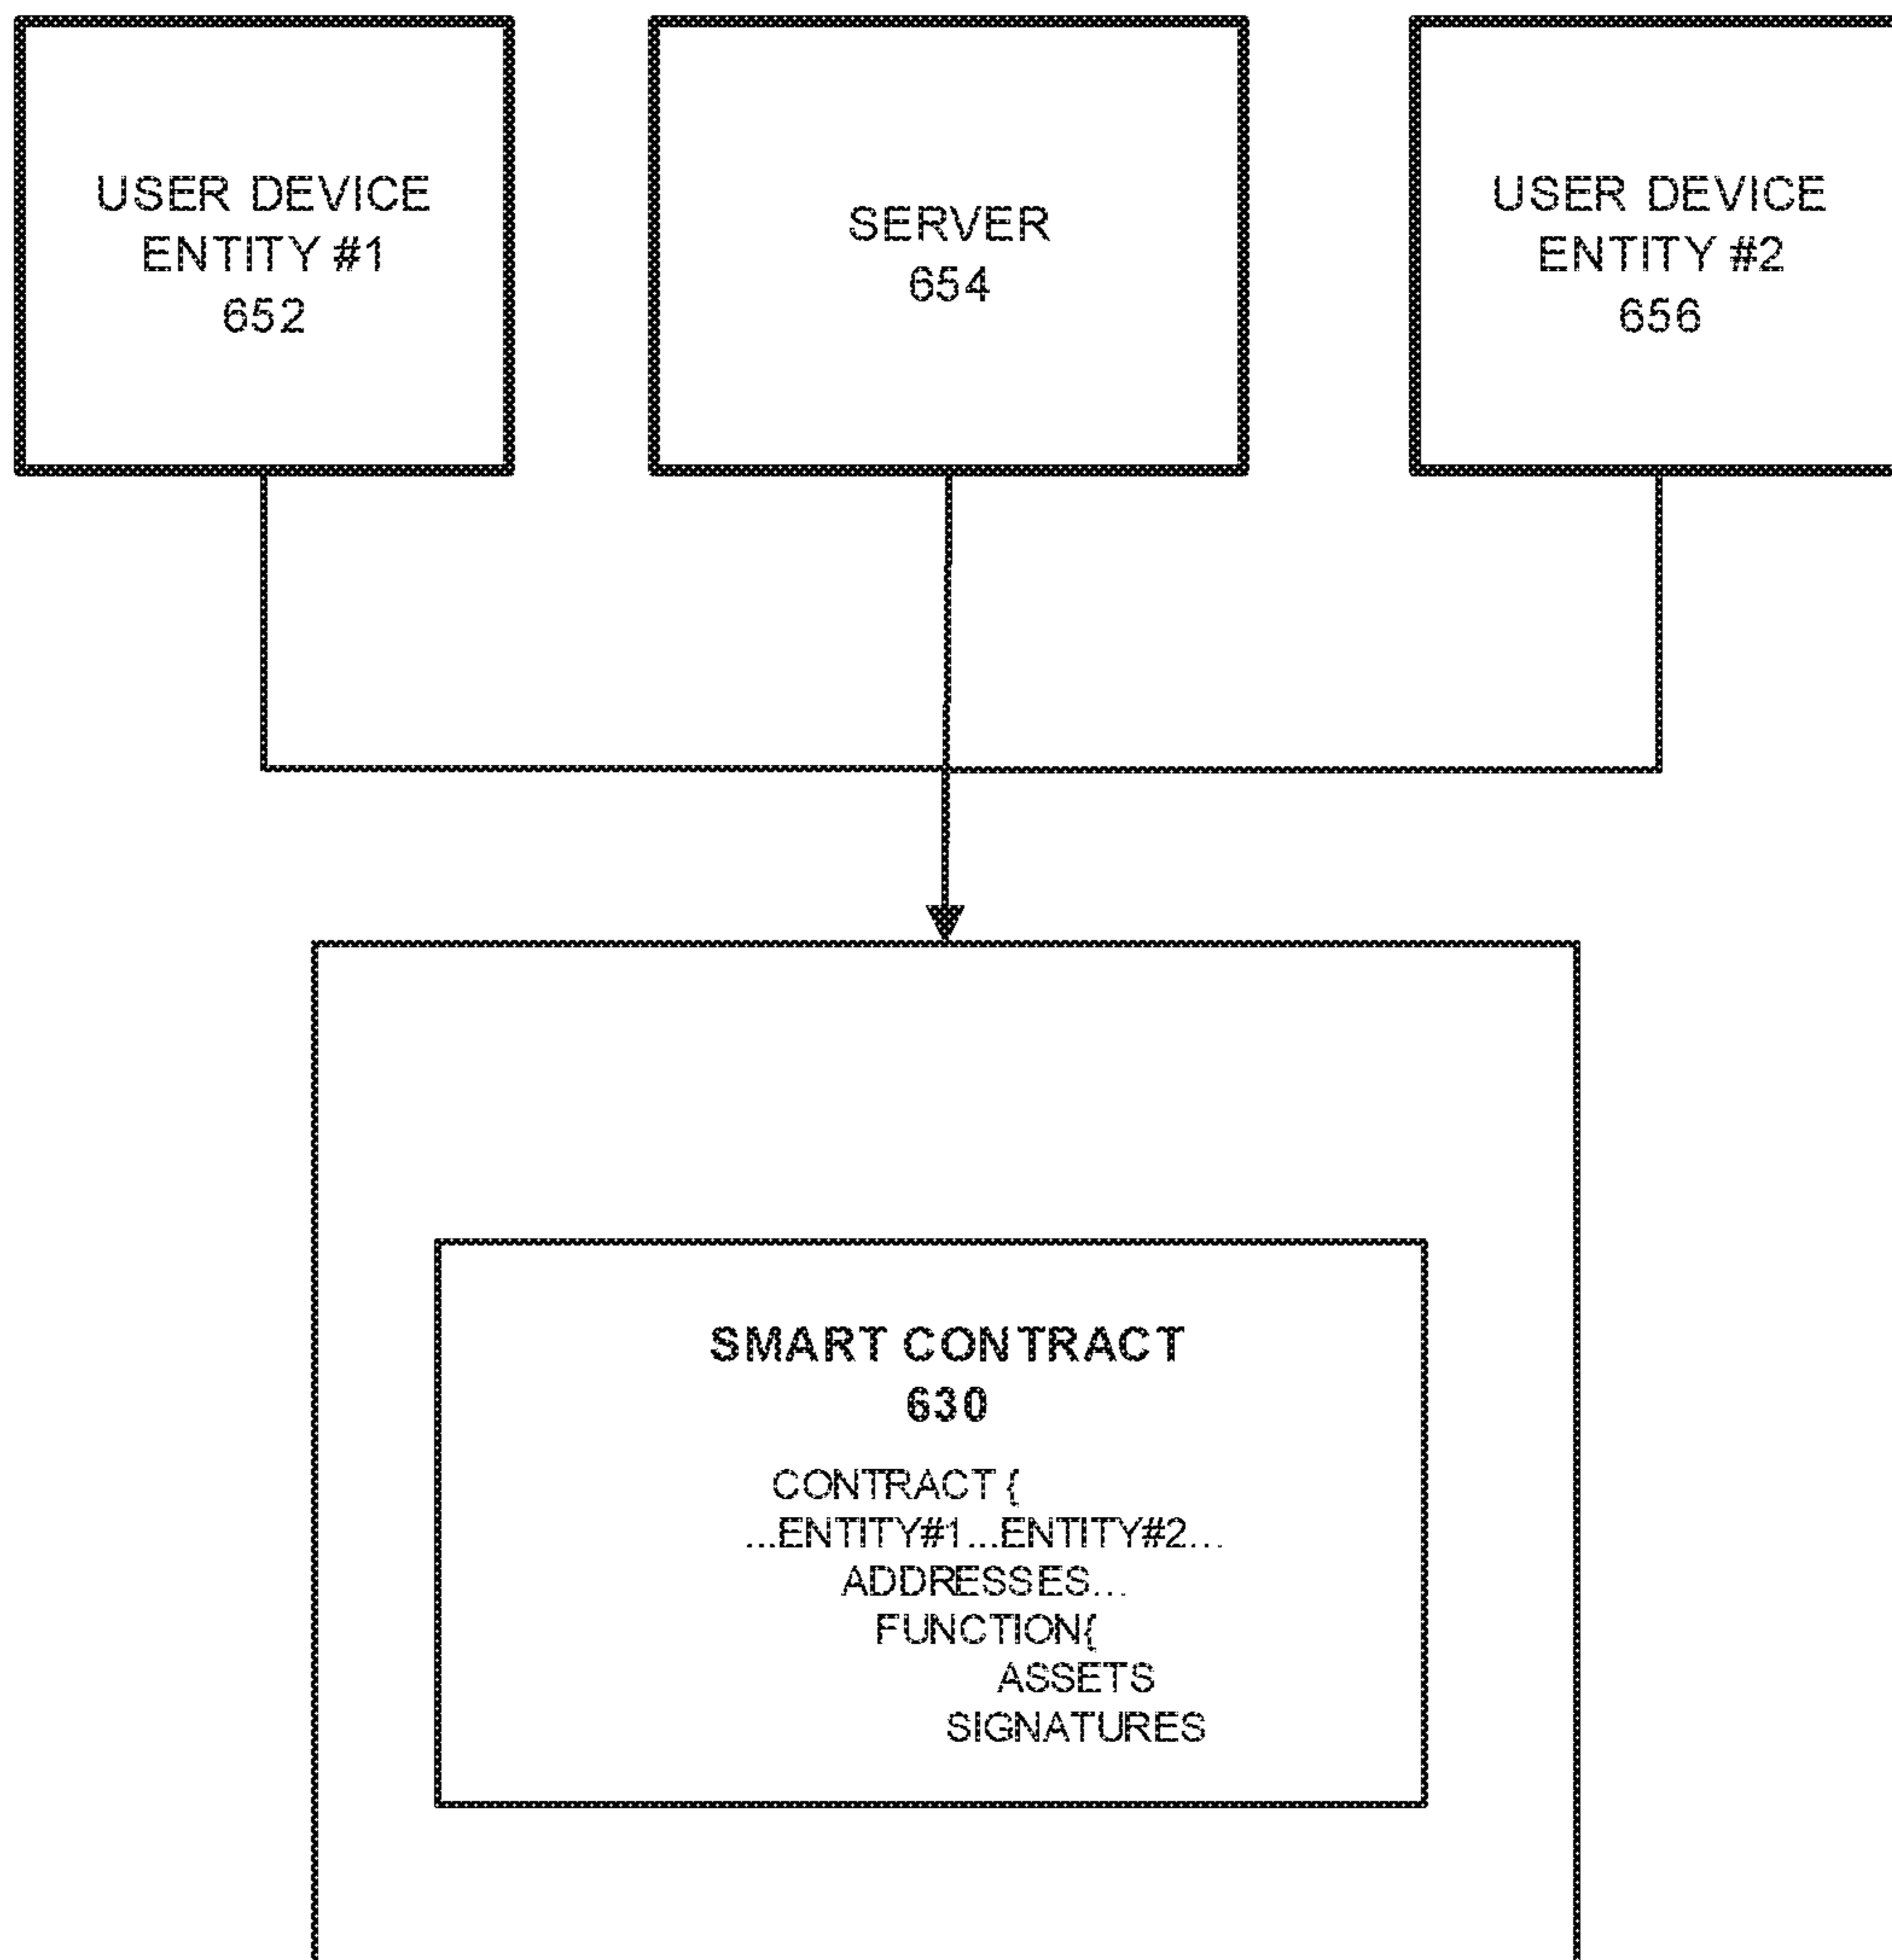 USER DEVICE
ENTITY #1
652
SERVER
654
USER DEVICE
ENTITY #2
656
SMART CONTRACT
630
CONTRACT {
...ENTITY#1...ENTITY#2...
ADDRESSES...
FUNCTION{
ASSETS
SIGNATURES